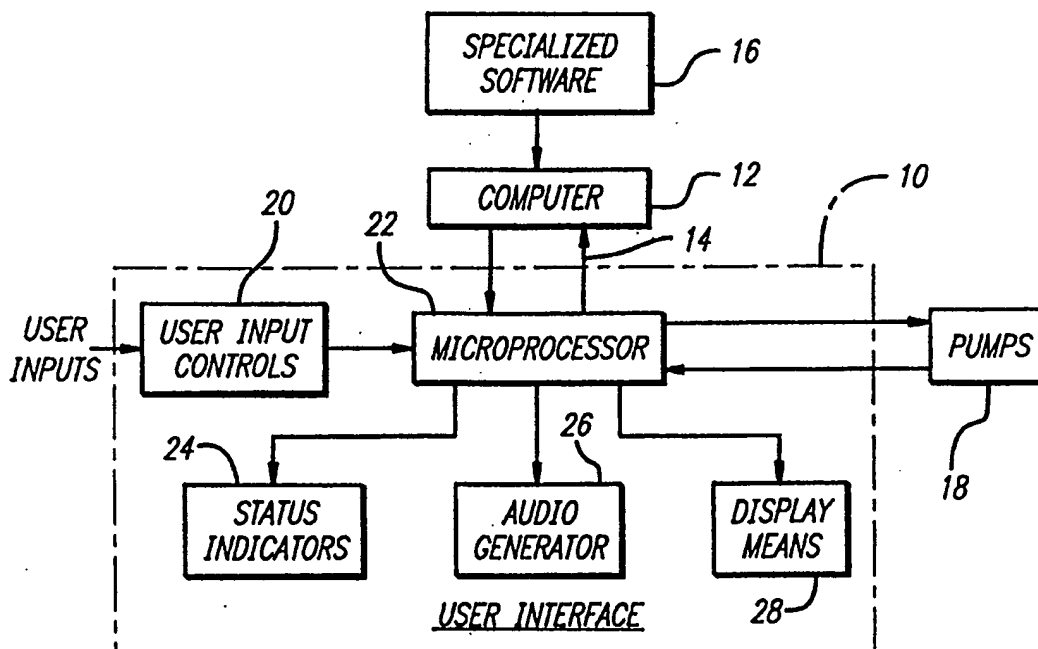 SPECIALIZED
SOFTWARE
16
COMPUTER
12
10
20
22
14
USER
INPUTS
USER INPUT
CONTROLS
MICROPROCESSOR
PUMPS
18
24
26
STATUS
INDICATORS
AUDIO
GENERATOR
DISPLAY
MEANS
28
USER INTERFACE